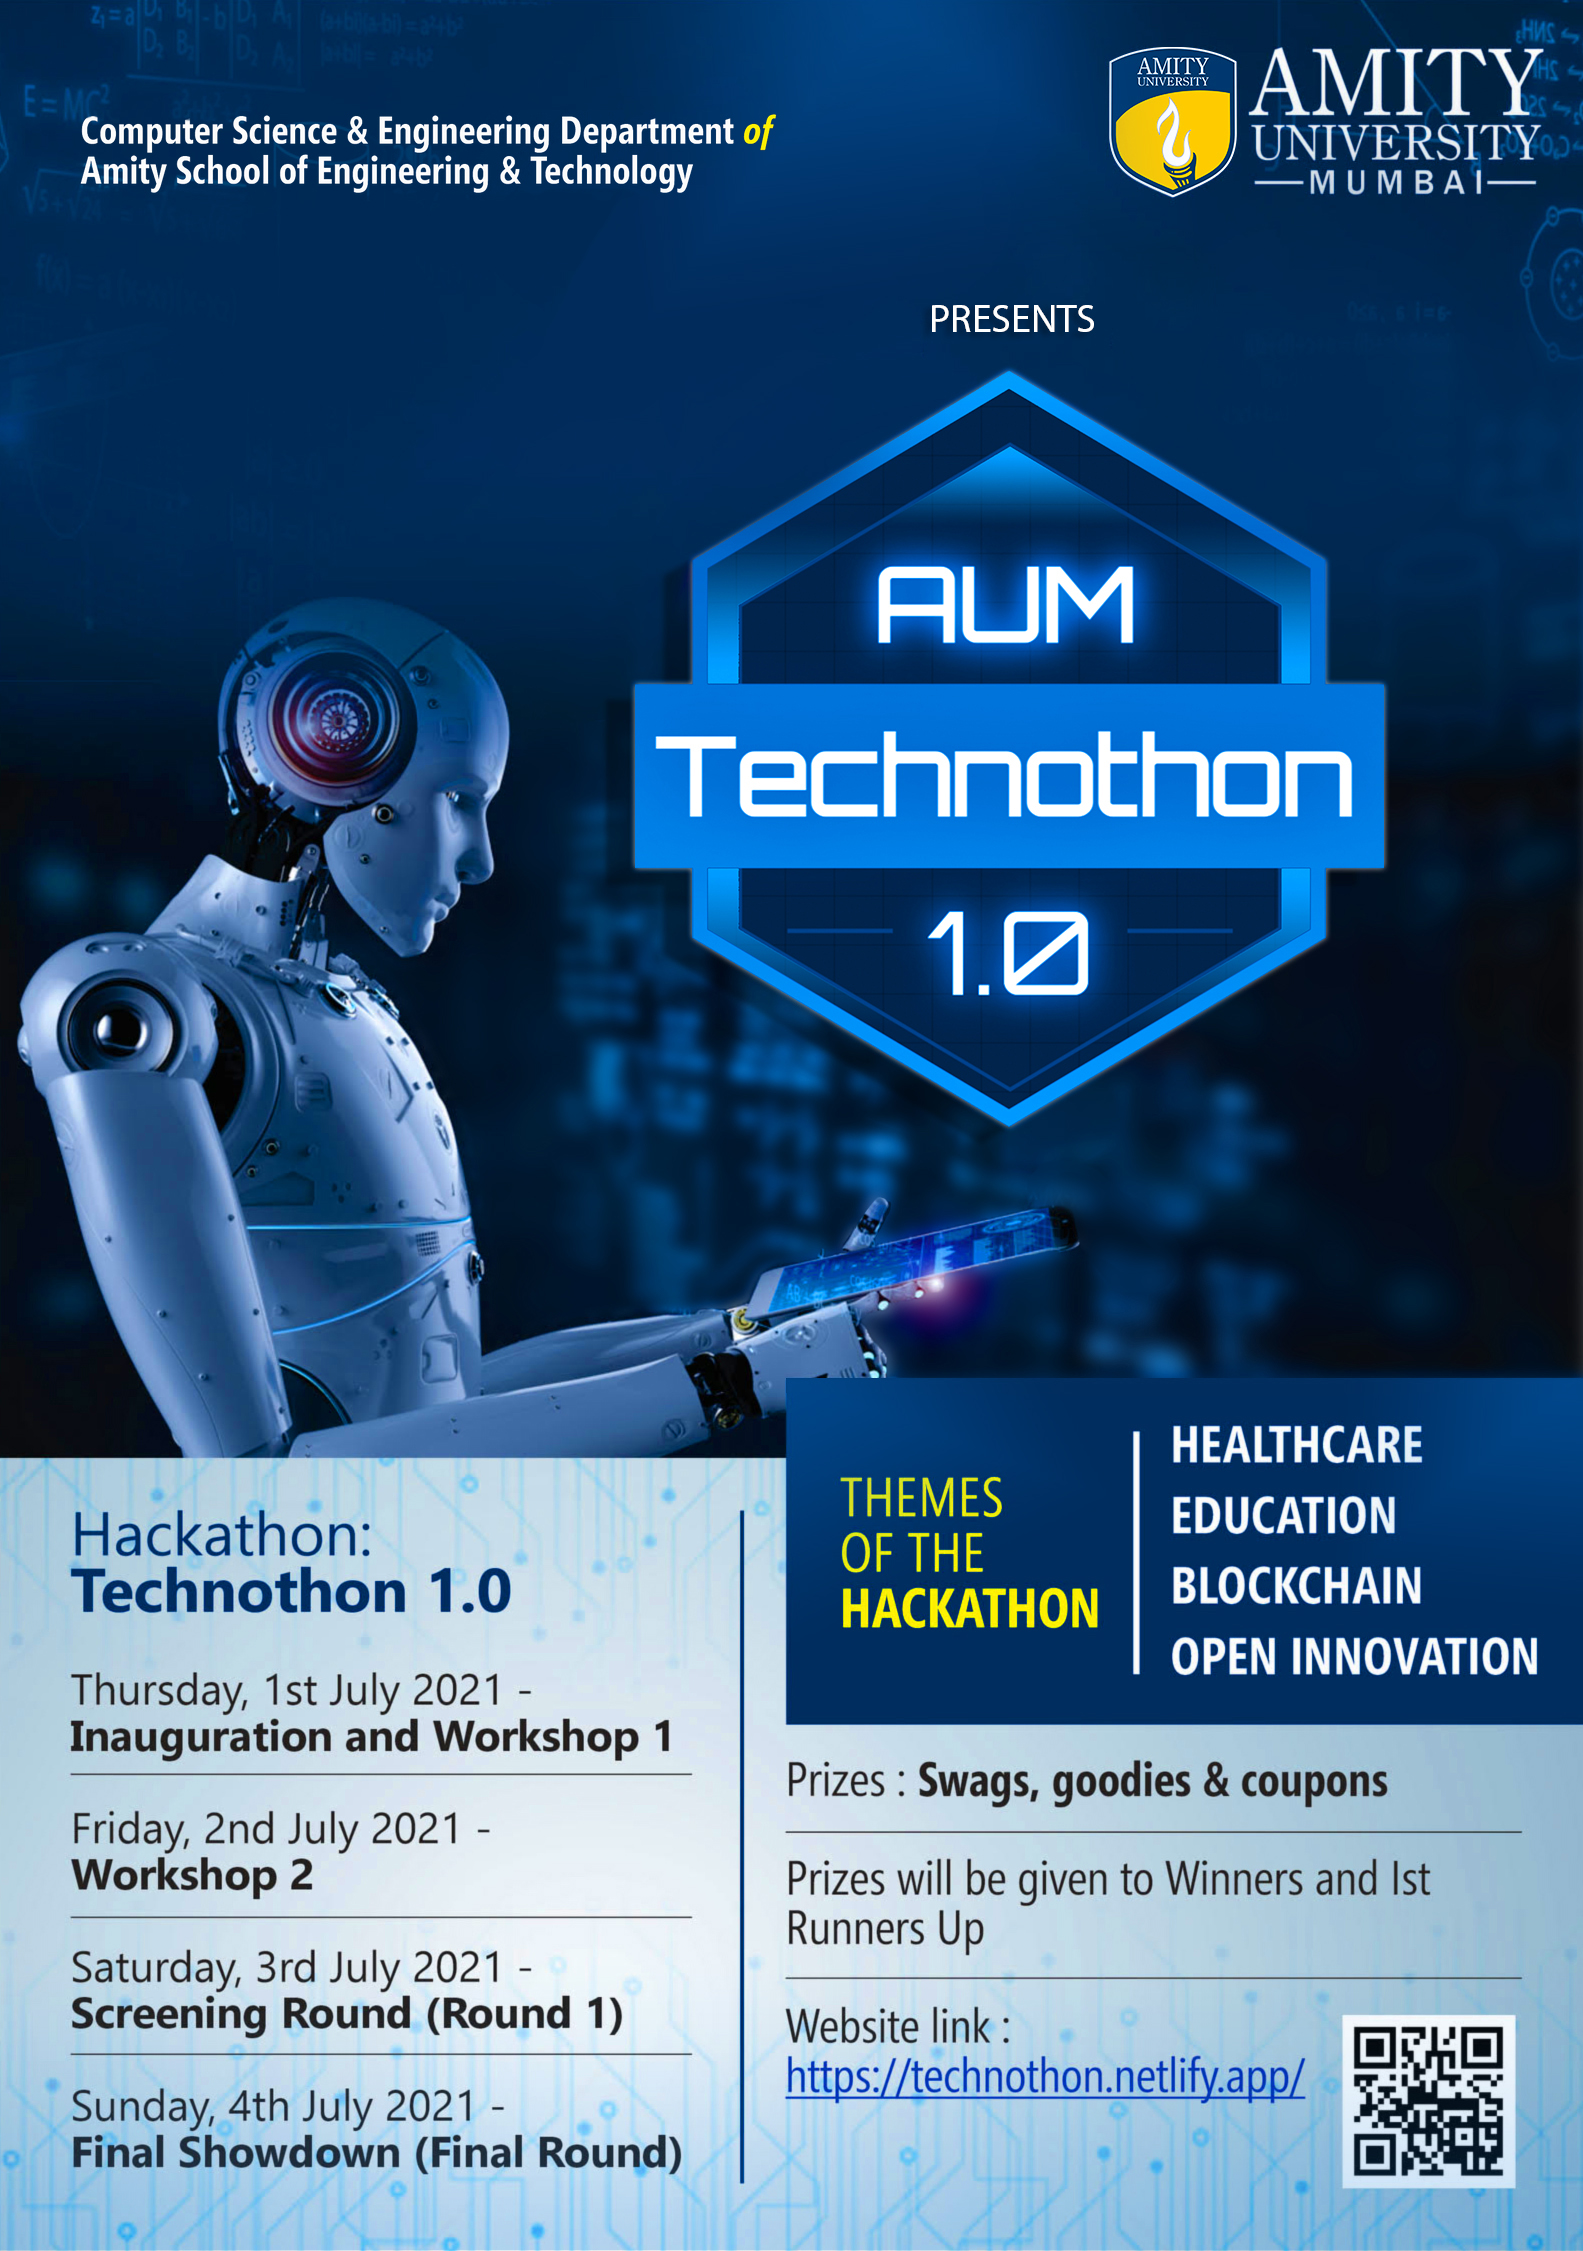 Computer Science & Engineering Department of
Amity School of Engineering & Technology
AMITY
UNIVERSITY
AMITY
UNIVERSITY
MUMBAI
PRESENTS
AUM
Technothon
1.0
THEMES
OF THE
HACKATHON
HEALTHCARE
EDUCATION
BLOCKCHAIN
OPEN INNOVATION
Hackathon:
Technothon 1.0
Thursday, 1st July 2021 -
Inauguration and Workshop 1
Friday, 2nd July 2021 -
Workshop 2
Saturday, 3rd July 2021 -
Screening Round (Round 1)
Sunday, 4th July 2021 -
Final Showdown (Final Round)
Prizes : Swags, goodies & coupons
Prizes will be given to Winners and Ist
Runners Up
Website link :
https://technothon.netlify.app/
E=MC²